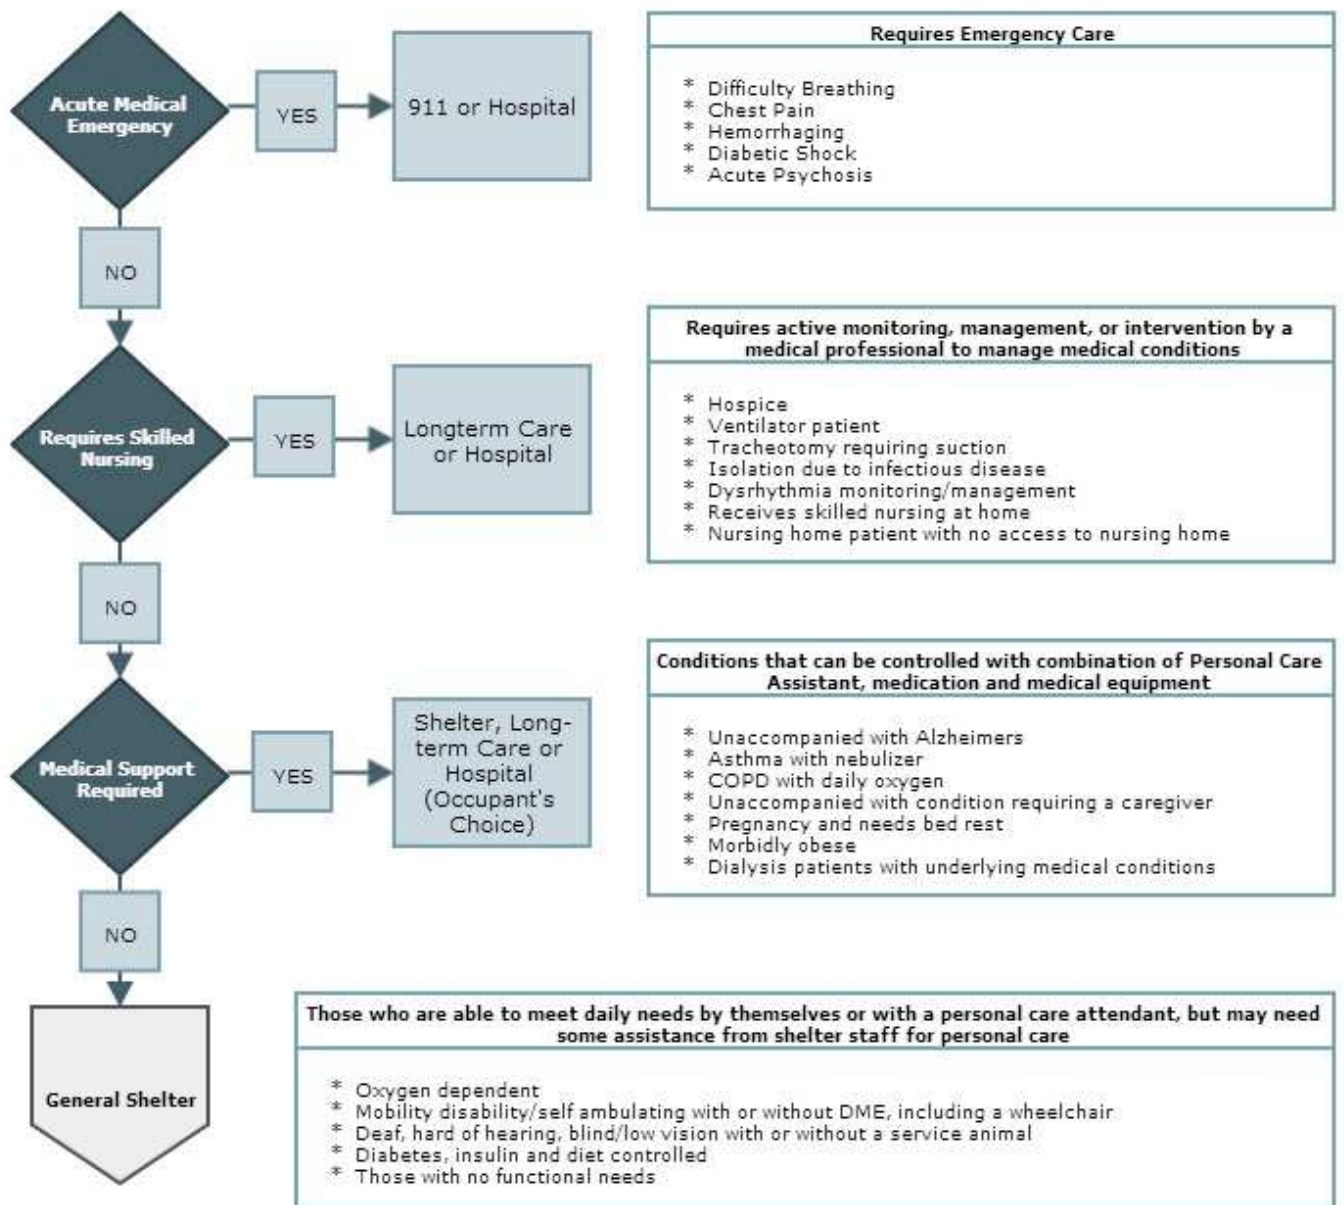 Acute Medical
Emergency
YES
911 or Hospital
Requires Emergency Care
* Difficulty Breathing
* Chest Pain
* Hemorrhaging
* Diabetic Shock
* Acute Psychosis
NO
Requires Skilled
Nursing
YES
Longterm Care
or Hospital
Requires active monitoring, management, or intervention by a
medical professional to manage medical conditions
* Hospice
* Ventilator patient
* Tracheotomy requiring suction
* Isolation due to infectious disease
* Dysrhythmia monitoring/management
* Receives skilled nursing at home
* Nursing home patient with no access to nursing home
NO
Medical Support
Required
YES
Shelter, Long-
term Care or
Hospital
(Occupant's
Choice)
Conditions that can be controlled with combination of Personal Care
Assistant, medication and medical equipment
* Unaccompanied with Alzheimers
* Asthma with nebulizer
* COPD with daily oxygen
* Unaccompanied with condition requiring a caregiver
* Pregnancy and needs bed rest
* Morbidly obese
* Dialysis patients with underlying medical conditions
NO
General Shelter
Those who are able to meet daily needs by themselves or with a personal care attendant, but may need
some assistance from shelter staff for personal care
* Oxygen dependent
* Mobility disability/self ambulating with or without DME, including a wheelchair
* Deaf, hard of hearing, blind/low vision with or without a service animal
* Diabetes, insulin and diet controlled
* Those with no functional needs